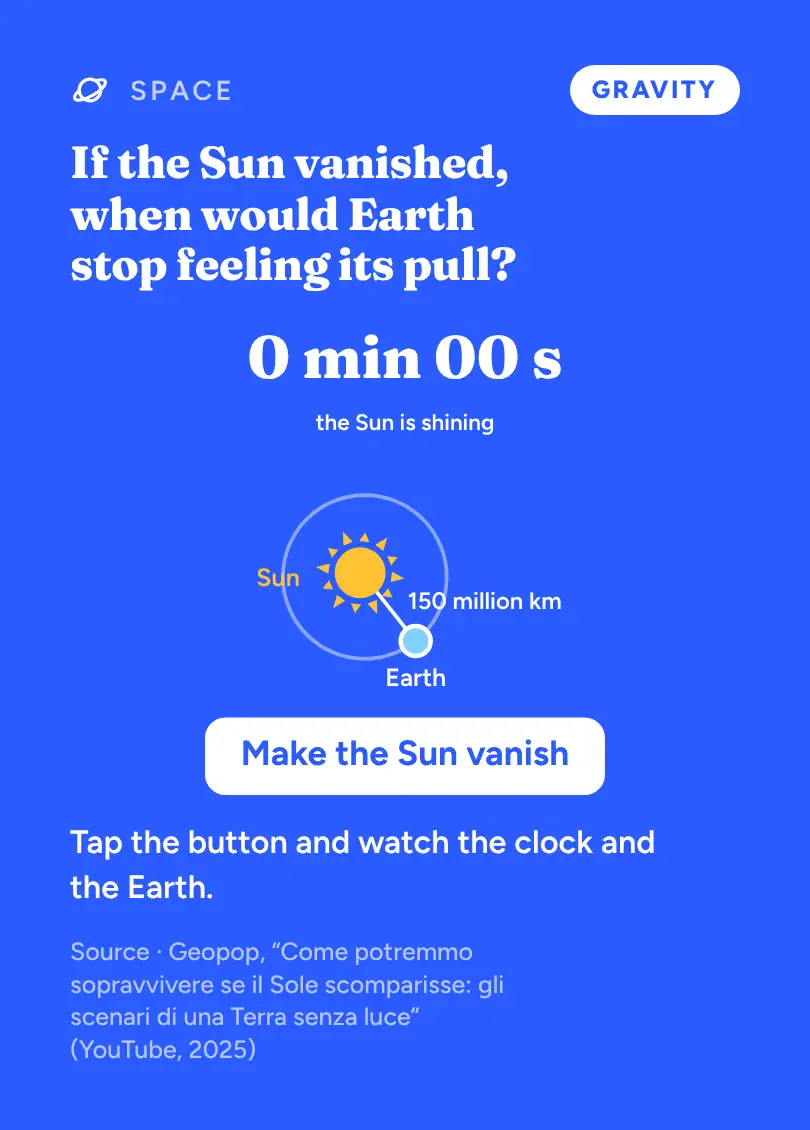 SPACE
GRAVITY
If the Sun vanished,
when would Earth
stop feeling its pull?
0 min 00 s
the Sun is shining
Sun
150 million km
Earth
Make the Sun vanish
Tap the button and watch the clock and
the Earth.
Source · Geopop, “Come potremmo
sopravvivere se il Sole scomparisse: gli
scenari di una Terra senza luce”
(YouTube, 2025)